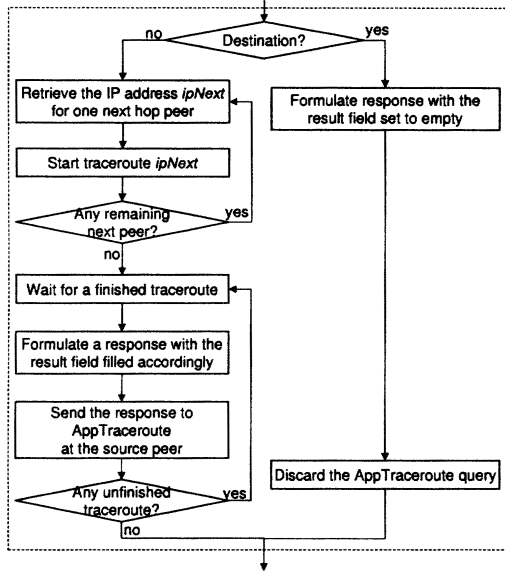 Destination?
no
yes
Retrieve the IP address ipNext
for one next hop peer
Formulate response with the
result field set to empty
Start traceroute ipNext
Any remaining
next peer?
yes
no
Wait for a finished traceroute
Formulate a response with the
result field filled accordingly
Send the response to
AppTraceroute
at the source peer
Discard the AppTraceroute query
Any unfinished
traceroute?
yes
no